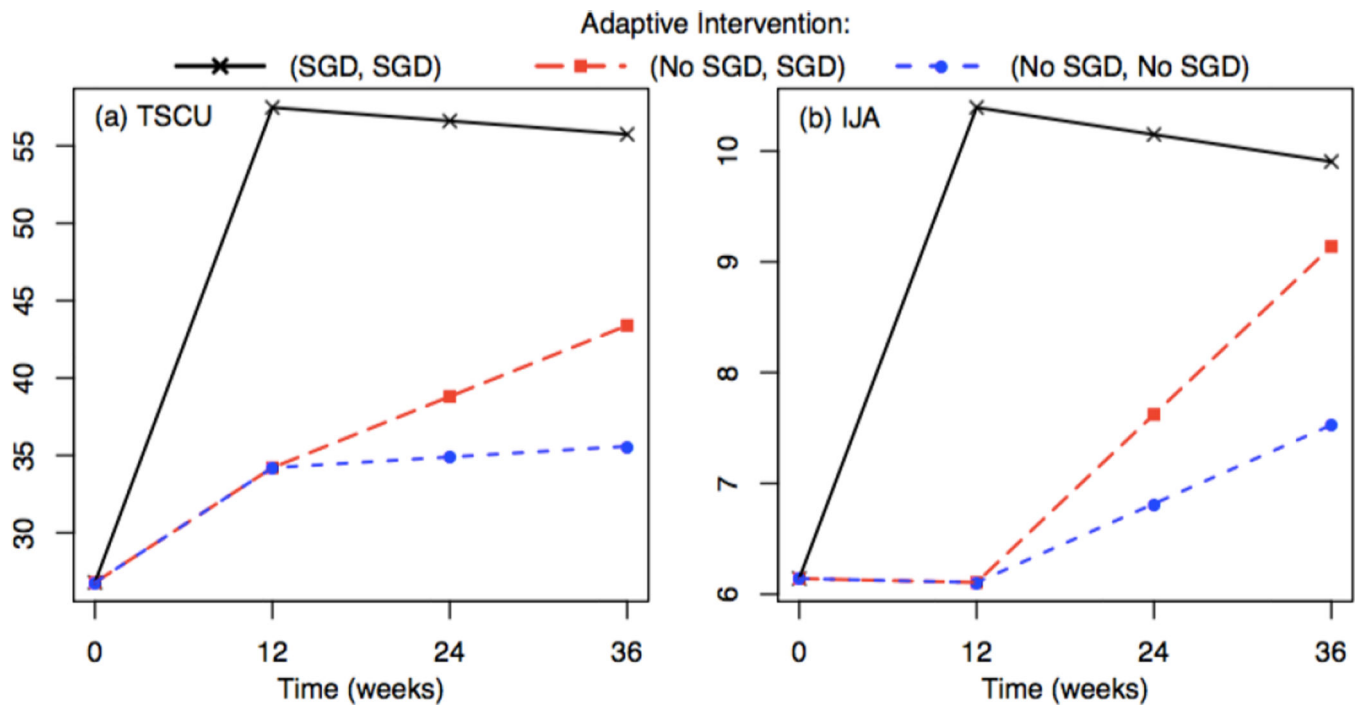 Adaptive Intervention:
(SGD, SGD) (No SGD, SGD) (No SGD, No SGD)
(a) TSCU
55
50
45
40
35
30
0 12 24 36
Time (weeks)
(b) IJA
10
9
8
7
6
0 12 24 36
Time (weeks)